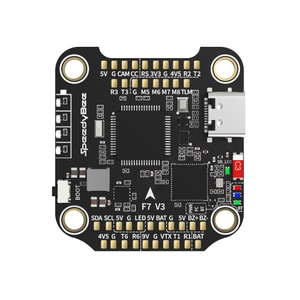 5V G CAM CC RS 3V3 G 4V5 R2 T2
R3 T3 G M5 M6 M7 M8 TLM
SpeedyBee
BOOT
C3
F7 V3
SDA SCL 5V G LED 5V BAT G 5V BZ+ BZ-
4V5 G T6 R6 9V G VTX T1 R1 BAT